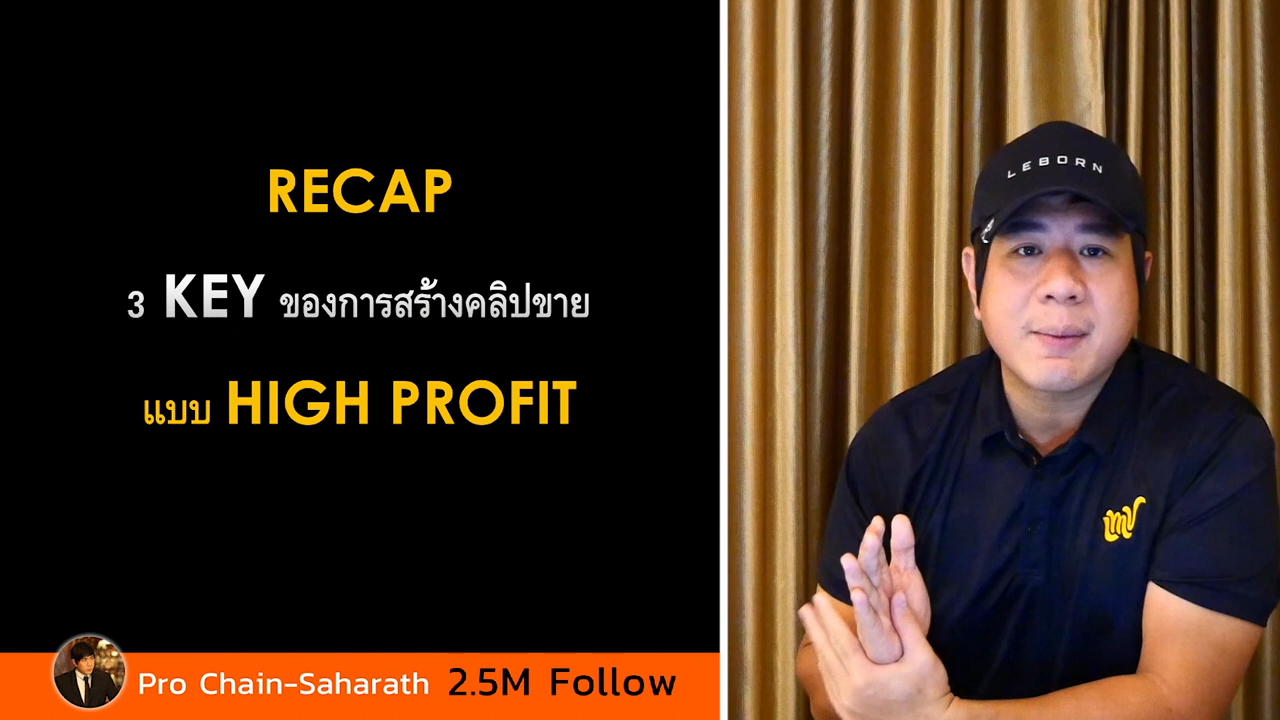 RECAP
3 KEY ของการสร้างคลิปขาย
แบบ HIGH PROFIT
Pro Chain-Saharath 2.5M Follow
LEBORN